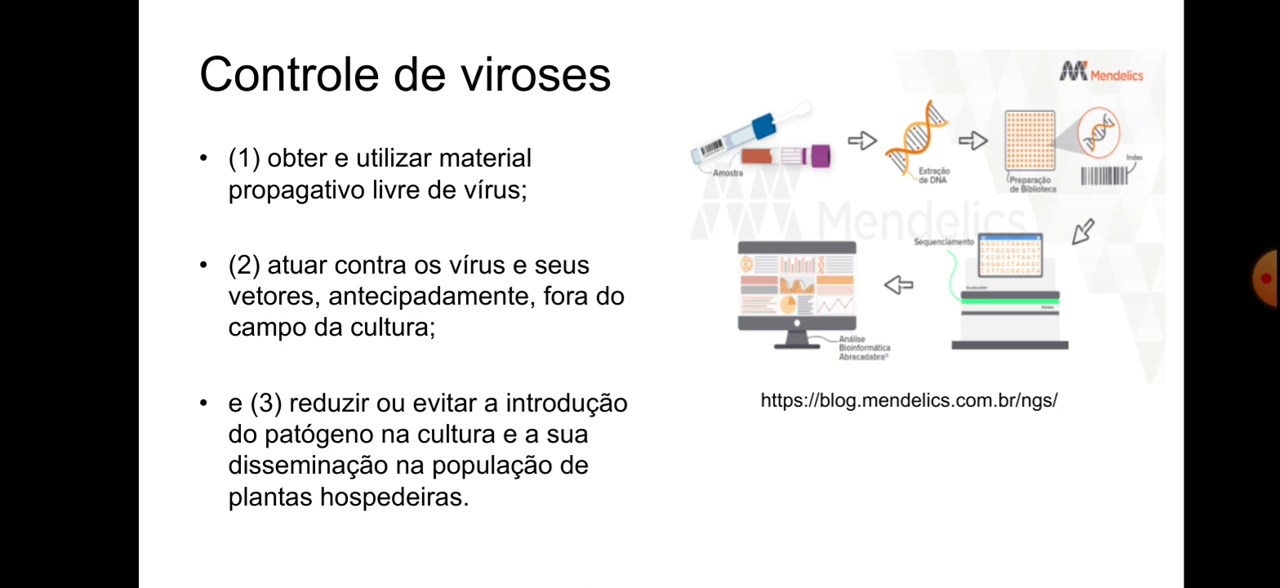 Controle de viroses
• (1) obter e utilizar material
propagativo livre de vírus;
• (2) atuar contra os vírus e seus
vetores, antecipadamente, fora do
campo da cultura;
• e (3) reduzir ou evitar a introdução
do patógeno na cultura e a sua
disseminação na população de
plantas hospedeiras.
Mendelics
Amostra
Extração
de DNA
Preparação
de Biblioteca
Index
Mendelics
Sequenciamento
Análise
Bioinformática
Abracadabra®
https://blog.mendelics.com.br/ngs/